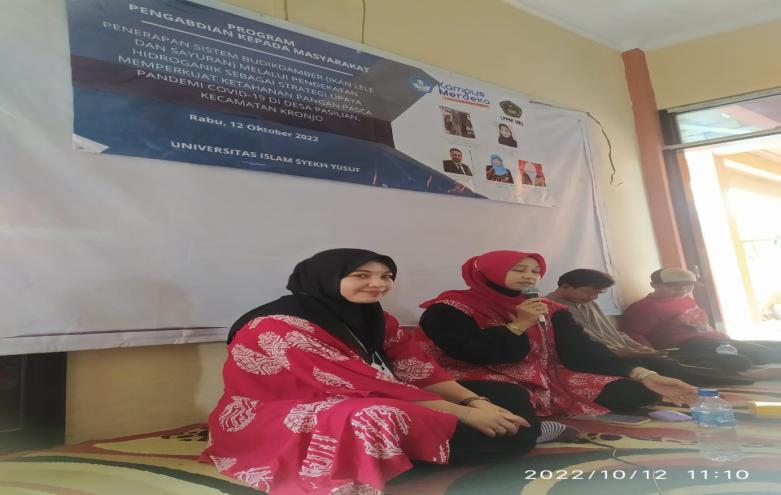 PROGRAM
PENGABDIAN KEPADA MASYARAKAT
PENERAPAN SISTEM BUDIKDAMBER (IKAN LELE
DAN SAYURAN) MELALUI PENDEKATAN
HIDROGANIK SEBAGAI STRATEGI UPAYA
MEMPERKUAT KETAHANAN PANGAN PASCA
PANDEMI COVID-19 DI DESA PASILIAN,
KECAMATAN KRONJO
Rabu, 12 Oktober 2022
UNIVERSITAS ISLAM SYEKH YUSUF
Kampus
Merdeka
2022/10/12 11:10